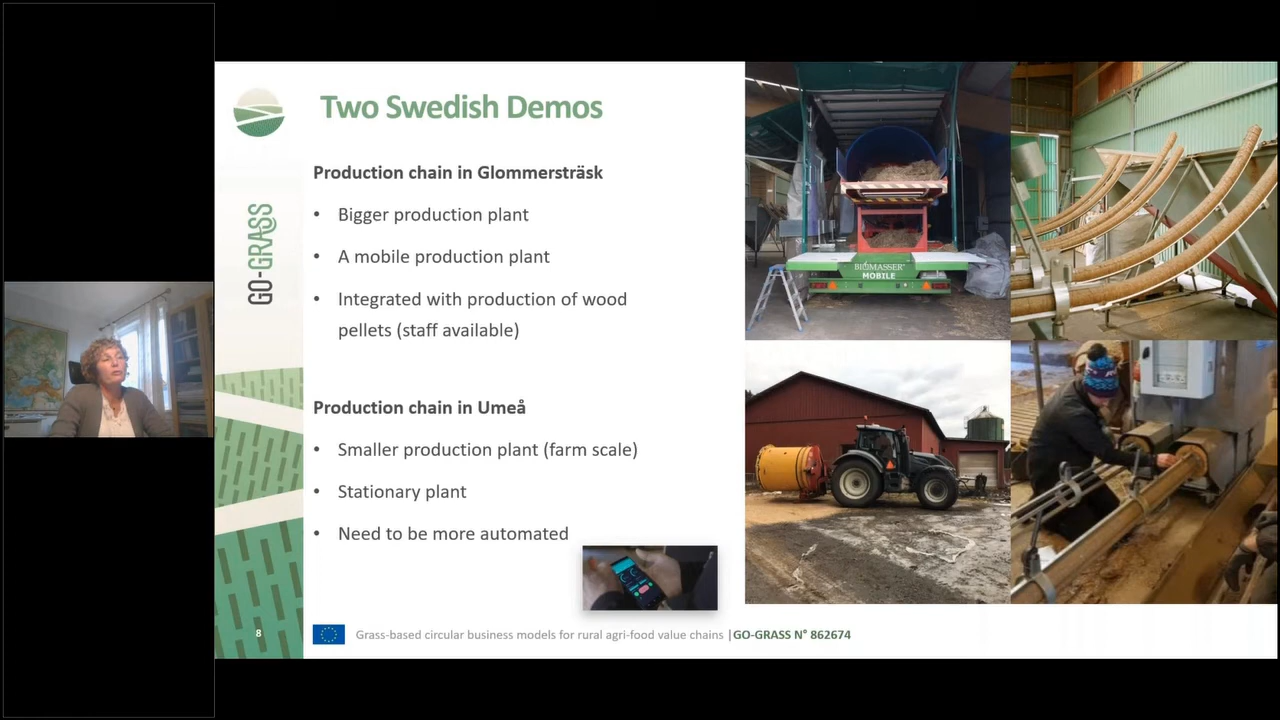 Two Swedish Demos
Production chain in Glommersträsk
• Bigger production plant
• A mobile production plant
• Integrated with production of wood
pellets (staff available)
Production chain in Umeå
• Smaller production plant (farm scale)
• Stationary plant
• Need to be more automated
GO-GRASS
BIOMASSER
MOBILE
8
Grass-based circular business models for rural agri-food value chains |GO-GRASS N° 862674